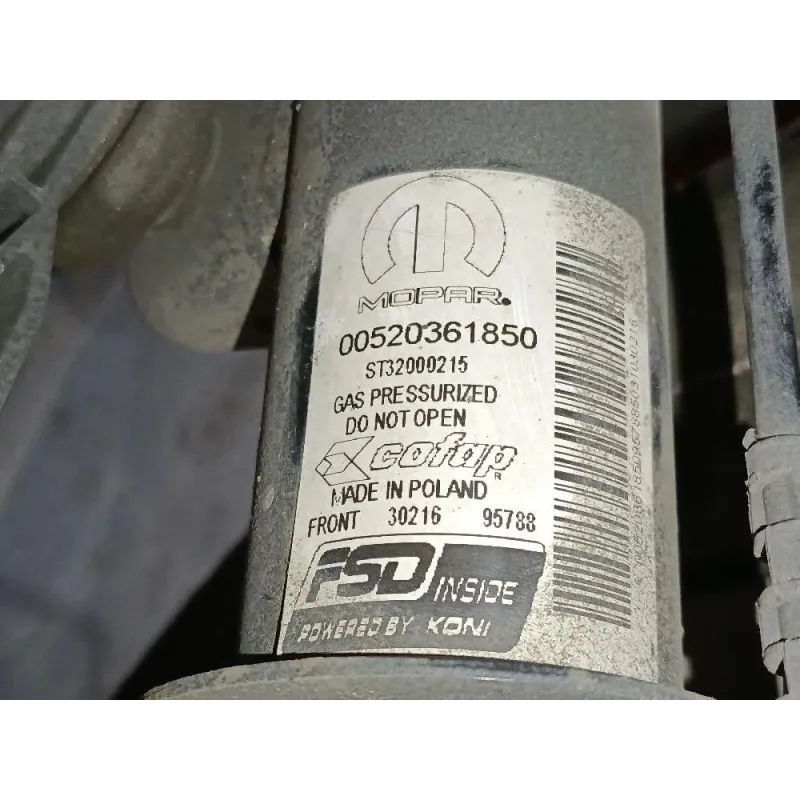 MOPAR®
00520361850
ST32000215
GAS PRESSURIZED
DO NOT OPEN
cofap®
MADE IN POLAND
FRONT 30216 95788
FSD INSIDE
POWERED BY KONI